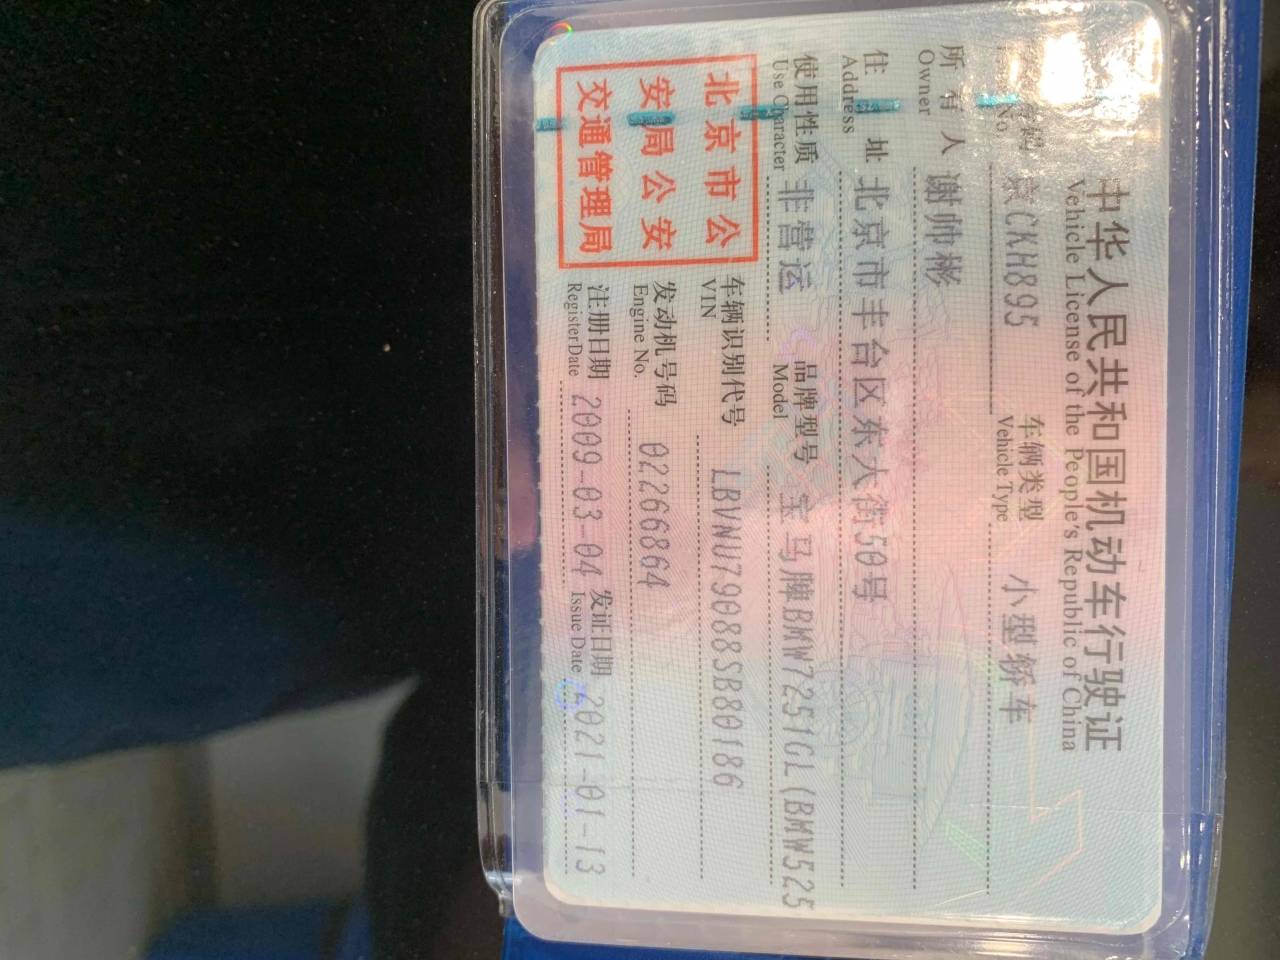 中华人民共和国机动车行驶证
Vehicle License of the People's Republic of China
号码 京CKH895 车辆类型 小型轿车
No. Vehicle Type
所有人 谢帅彬
Owner
住址 北京市丰台区东大街50号
Address
使用性质 非营运 品牌型号 宝马牌BMW7251GL(BMW525
Use Character Model
北京市公
安局公安
交通管理局
车辆识别代号 LBVNU79088SB80186
VIN
发动机号码 02266864
Engine No.
注册日期 2009-03-04 发证日期 2021-01-13
Register Date Issue Date